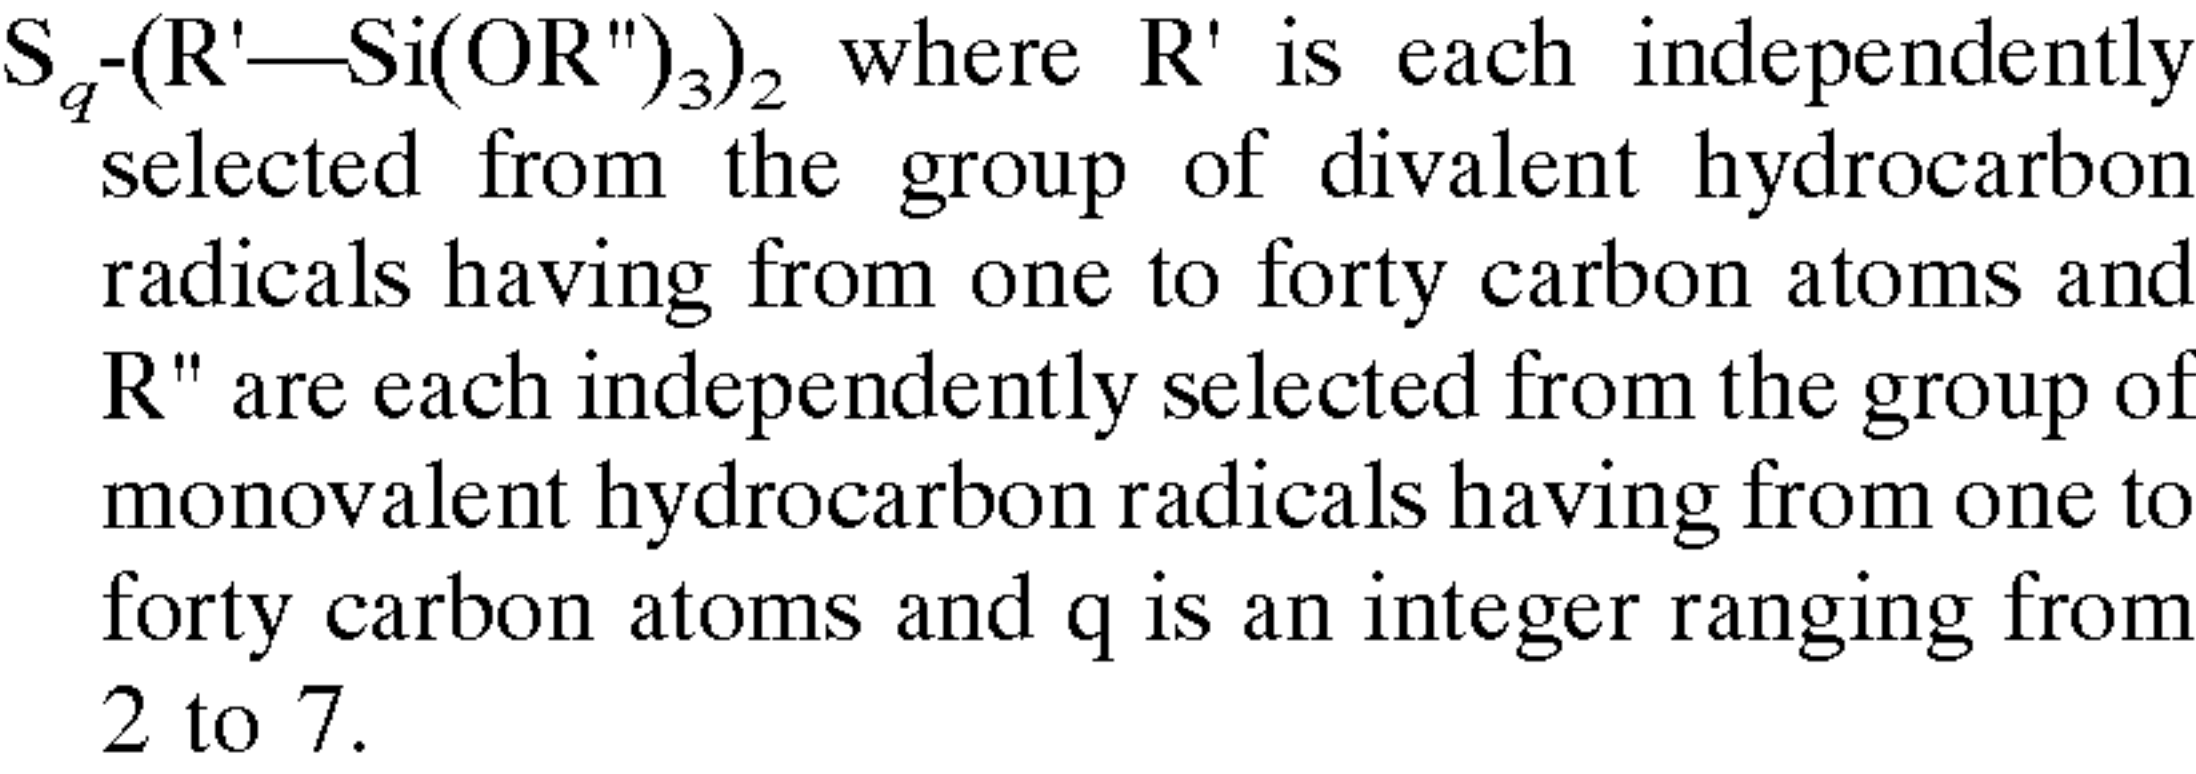 S_q-(R'—Si(OR")₃)₂ where R' is each independently
selected from the group of divalent hydrocarbon
radicals having from one to forty carbon atoms and
R" are each independently selected from the group of
monovalent hydrocarbon radicals having from one to
forty carbon atoms and q is an integer ranging from
2 to 7.